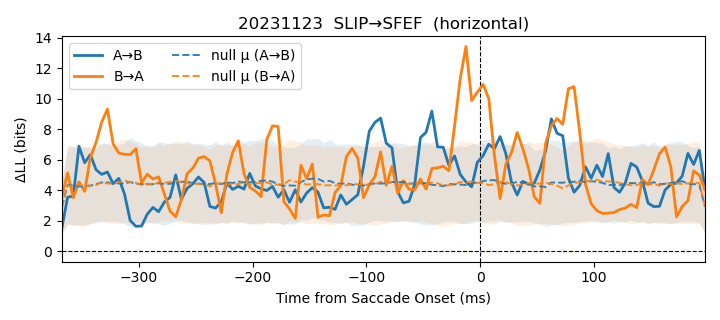 20231123  SLIP→SFEF  (horizontal)
A→B
B→A
null μ (A→B)
null μ (B→A)
ΔLL (bits)
14
12
10
8
6
4
2
0
−300
−200
−100
0
100
Time from Saccade Onset (ms)